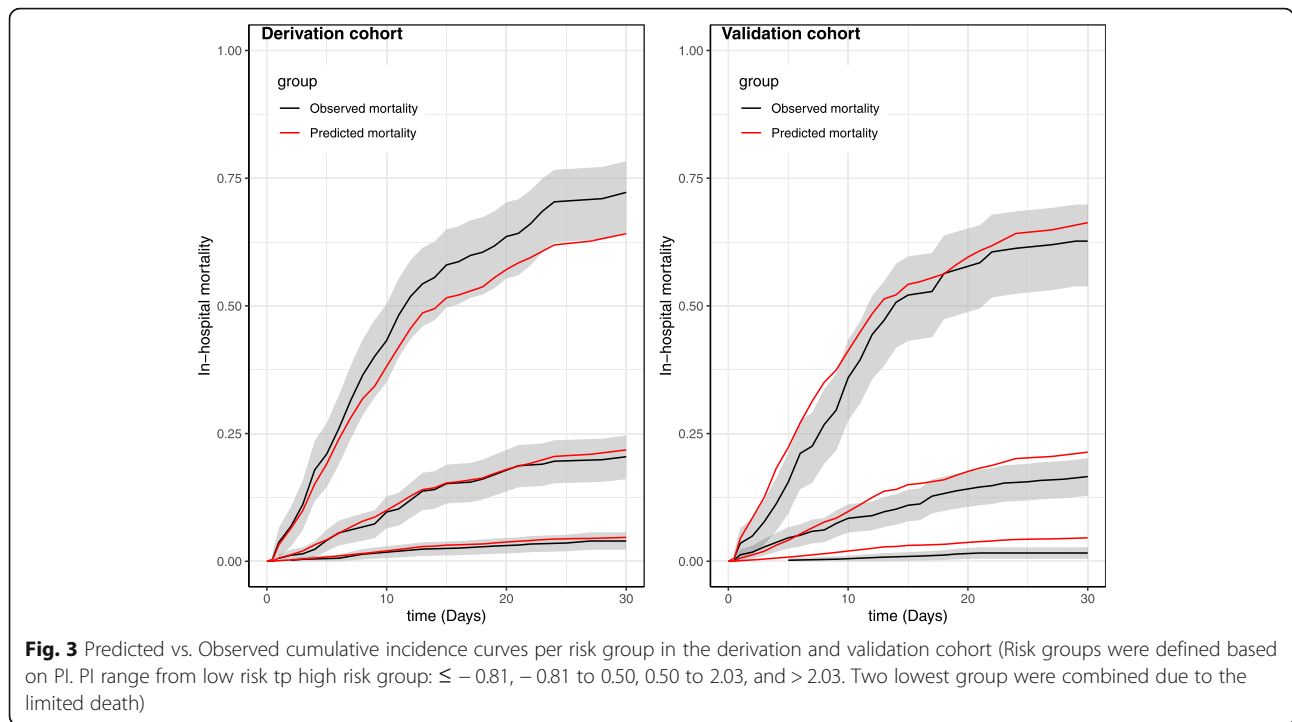 Derivation cohort
1.00
0.75
0.50
0.25
0.00
In-hospital mortality
group
Observed mortality
Predicted mortality
0
10
20
30
time (Days)
Validation cohort
1.00
0.75
0.50
0.25
0.00
In-hospital mortality
group
Observed mortality
Predicted mortality
0
10
20
30
time (Days)
Fig. 3 Predicted vs. Observed cumulative incidence curves per risk group in the derivation and validation cohort (Risk groups were defined based
on PI. PI range from low risk tp high risk group: ≤ − 0.81, − 0.81 to 0.50, 0.50 to 2.03, and > 2.03. Two lowest group were combined due to the
limited death)